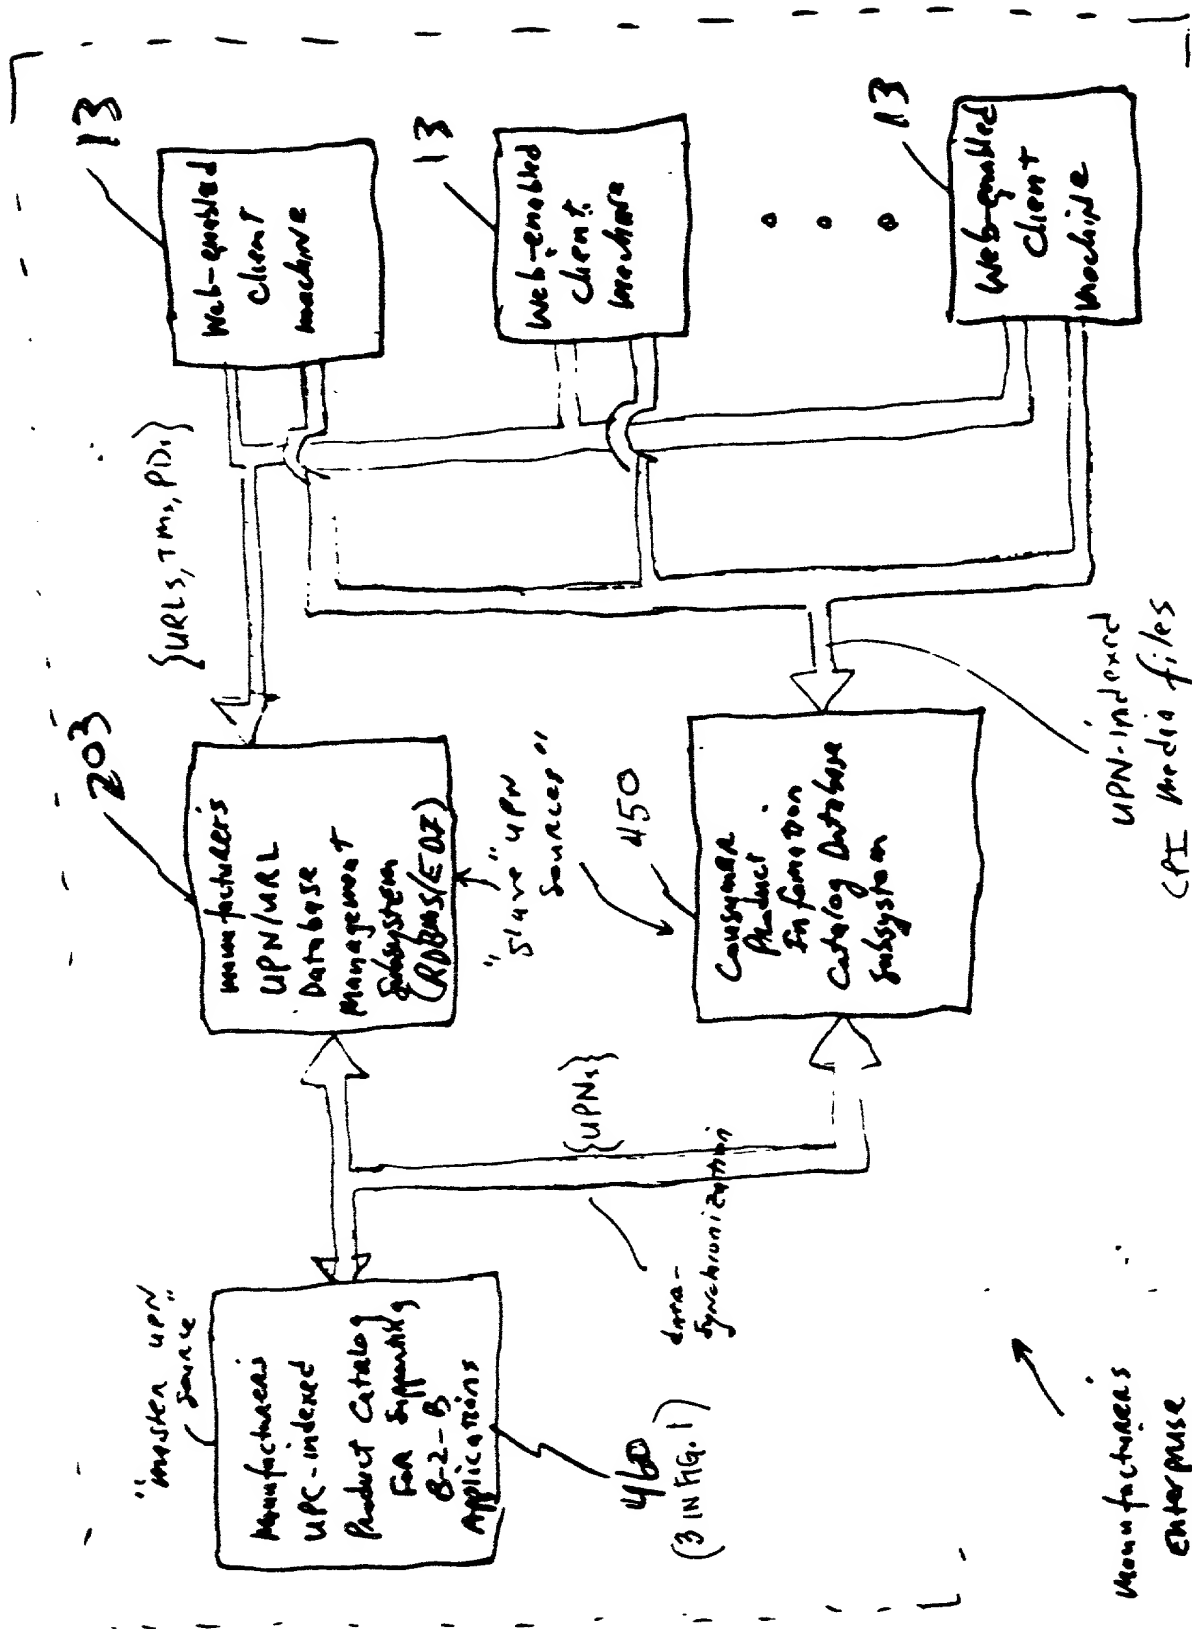 "master UPN
source"
Manufacturers
UPC-indexed
Product Catalog
For Supporting
B-2-B
Applications
460
(3 IN FIG. 1)
{UPNs}
data-
synchronization
203
manufacturer's
UPN/URL
Database
Management
Subsystem
(RDBMS/EDI)
"slave" UPN
sources"
450
Consumer
Product
Information
Catalog Database
Subsystem
{URLs, TMs, PDs}
13
Web-enabled
client
machine
13
Web-enabled
client
machine
13
Web-enabled
client
machine
UPN-indexed
CPI media files
manufacturers
Enterprise